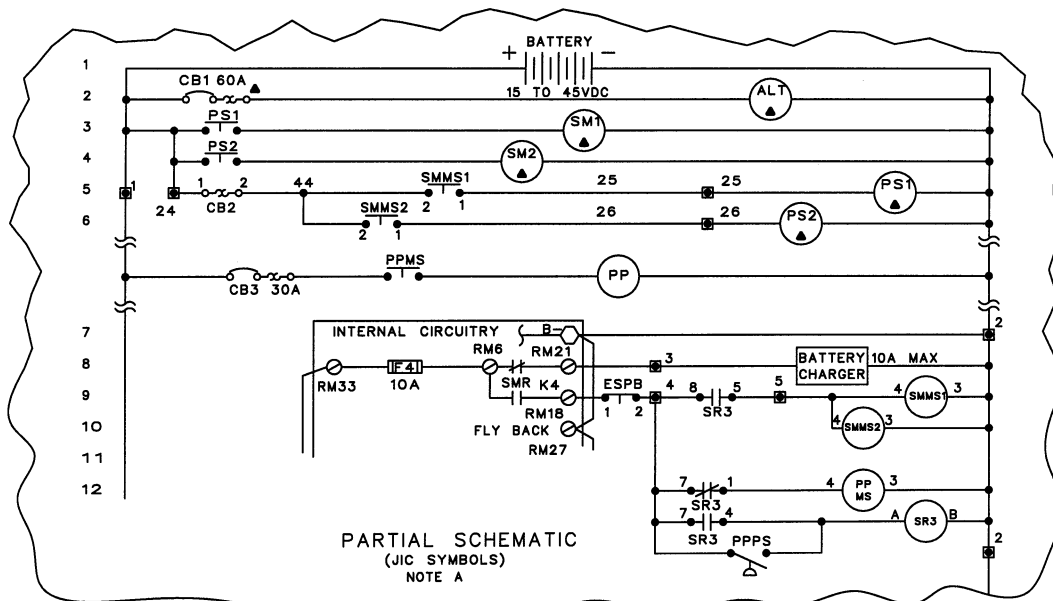 BATTERY
+ −
1
15 TO 45VDC
CB1 60A
2
ALT
PS1
3
SM1
PS2
4
SM2
5
1
24
1 2
CB2
44
SMMS1
2 1
25
25
PS1
6
SMMS2
2 1
26
26
PS2
PPMS
CB3 30A
PP
7
INTERNAL CIRCUITRY
B−
2
8
RM33
F4
10A
RM6
SMR
RM21
3
BATTERY CHARGER
10A MAX
9
K4
RM18
ESPB
1 2
4
8 5
SR3
5
4 3
SMMS1
10
FLY BACK
RM27
4 3
SMMS2
11
12
7 1
SR3
4 3
PP MS
7 4
SR3
A B
SR3
PPPS
2
PARTIAL SCHEMATIC
(JIC SYMBOLS)
NOTE A